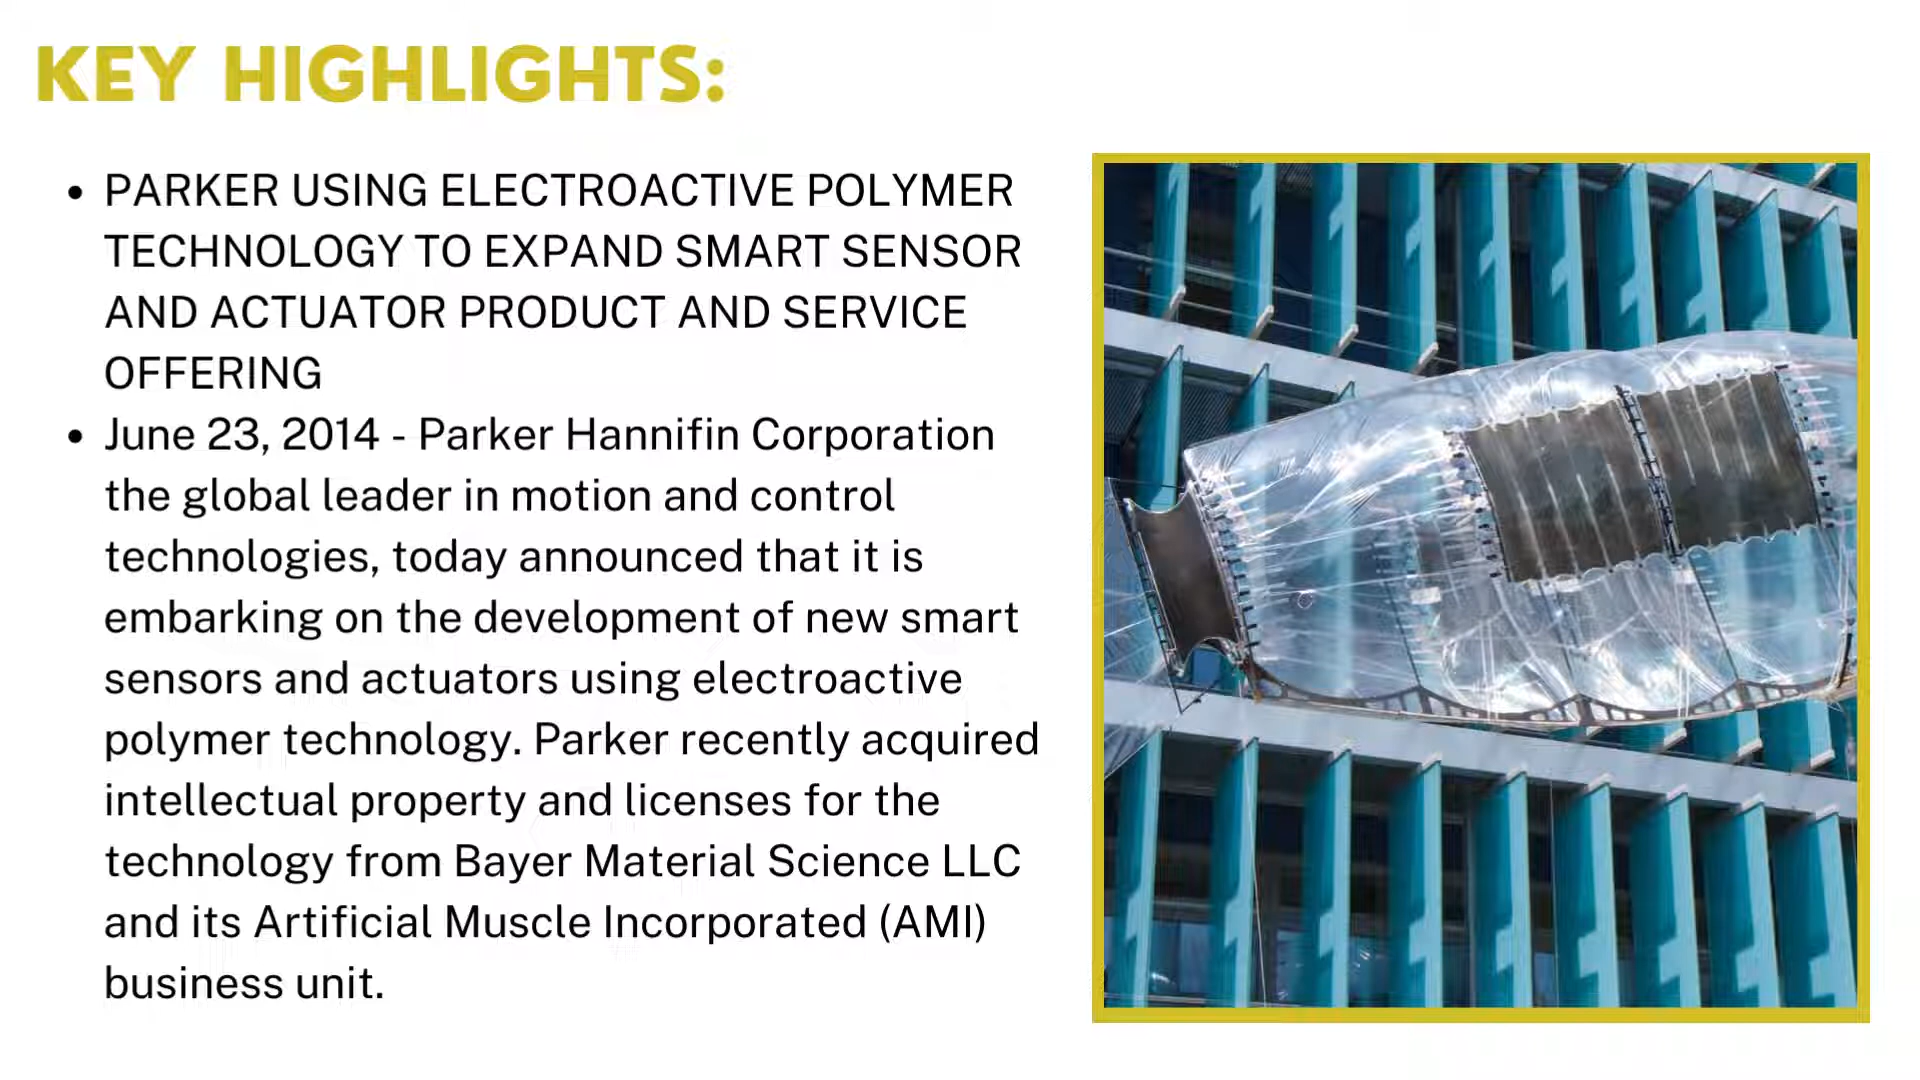 KEY HIGHLIGHTS:
• PARKER USING ELECTROACTIVE POLYMER
TECHNOLOGY TO EXPAND SMART SENSOR
AND ACTUATOR PRODUCT AND SERVICE
OFFERING
• June 23, 2014 - Parker Hannifin Corporation
the global leader in motion and control
technologies, today announced that it is
embarking on the development of new smart
sensors and actuators using electroactive
polymer technology. Parker recently acquired
intellectual property and licenses for the
technology from Bayer Material Science LLC
and its Artificial Muscle Incorporated (AMI)
business unit.